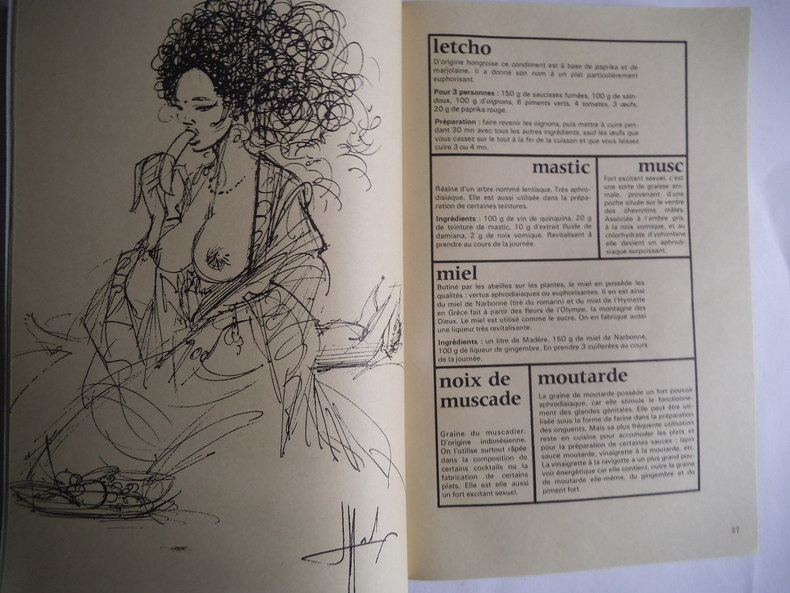 letcho
D'origine hongroise ce condiment est à base de paprika et de
marjolaine. Il a donné son nom à un plat particulièrement
euphorisant.
Pour 3 personnes : 150 g de saucisses fumées, 100 g de sain-
doux, 100 g d'oignons, 6 piments verts, 4 tomates, 3 œufs,
20 g de paprika rouge.
Préparation : faire revenir les oignons, puis mettre à cuire pen-
dant 30 mn avec tous les autres ingrédients, sauf les œufs que
vous cassez sur le tout à la fin de la cuisson et que vous laissez
cuire 3 ou 4 mn.
mastic
Résine d'un arbre nommé lentisque. Très aphro-
disiaque. Elle est aussi utilisée dans la prépa-
ration de certaines teintures.
Ingrédients : 100 g de vin de quinquina, 20 g
de teinture de mastic, 10 g d'extrait fluide de
damiana, 2 g de noix vomique. Revitalisant à
prendre au cours de la journée.
musc
Fort excitant sexuel, c'est
une sorte de graisse ani-
male, provenant d'une
poche située sur le ventre
des chevrotins mâles.
Associée à l'ambre gris,
à la noix vomique, et au
chlorhydrate d'yohimbine
elle devient un aphrodi-
siaque surpuissant.
miel
Butiné par les abeilles sur les plantes, le miel en possède les
qualités : vertus aphrodisiaques ou euphorisantes. Il en est ainsi
du miel de Narbonne (tiré du romarin) et du miel de l'Hymette
en Grèce fait à partir des fleurs de l'Olympe, la montagne des
Dieux. Le miel est utilisé comme le sucre. On en fabrique aussi
une liqueur très revitalisante.
Ingrédients : un litre de Madère, 150 g de miel de Narbonne,
100 g de liqueur de gingembre. En prendre 3 cuillerées au cours
de la journée.
noix de
muscade
Graine du muscadier.
D'origine indonésienne.
On l'utilise surtout râpée
dans la composition de
certains cocktails ou la
fabrication de certains
plats. Elle est elle aussi
un fort excitant sexuel.
moutarde
La graine de moutarde possède un fort pouvoir
aphrodisiaque, car elle stimule le fonctionne-
ment des glandes génitales. Elle peut être uti-
lisée sous la forme de farine dans la préparation
des onguents. Mais sa plus fréquente utilisation
reste en cuisine pour accomoder les plats et
pour la préparation de certaines sauces : lapin
sauce moutarde, vinaigrette à la moutarde, etc.
La vinaigrette à la ravigotte a un plus grand pou-
voir énergétique car elle contient, outre la graine
de moutarde elle-même, du gingembre et du
piment fort.